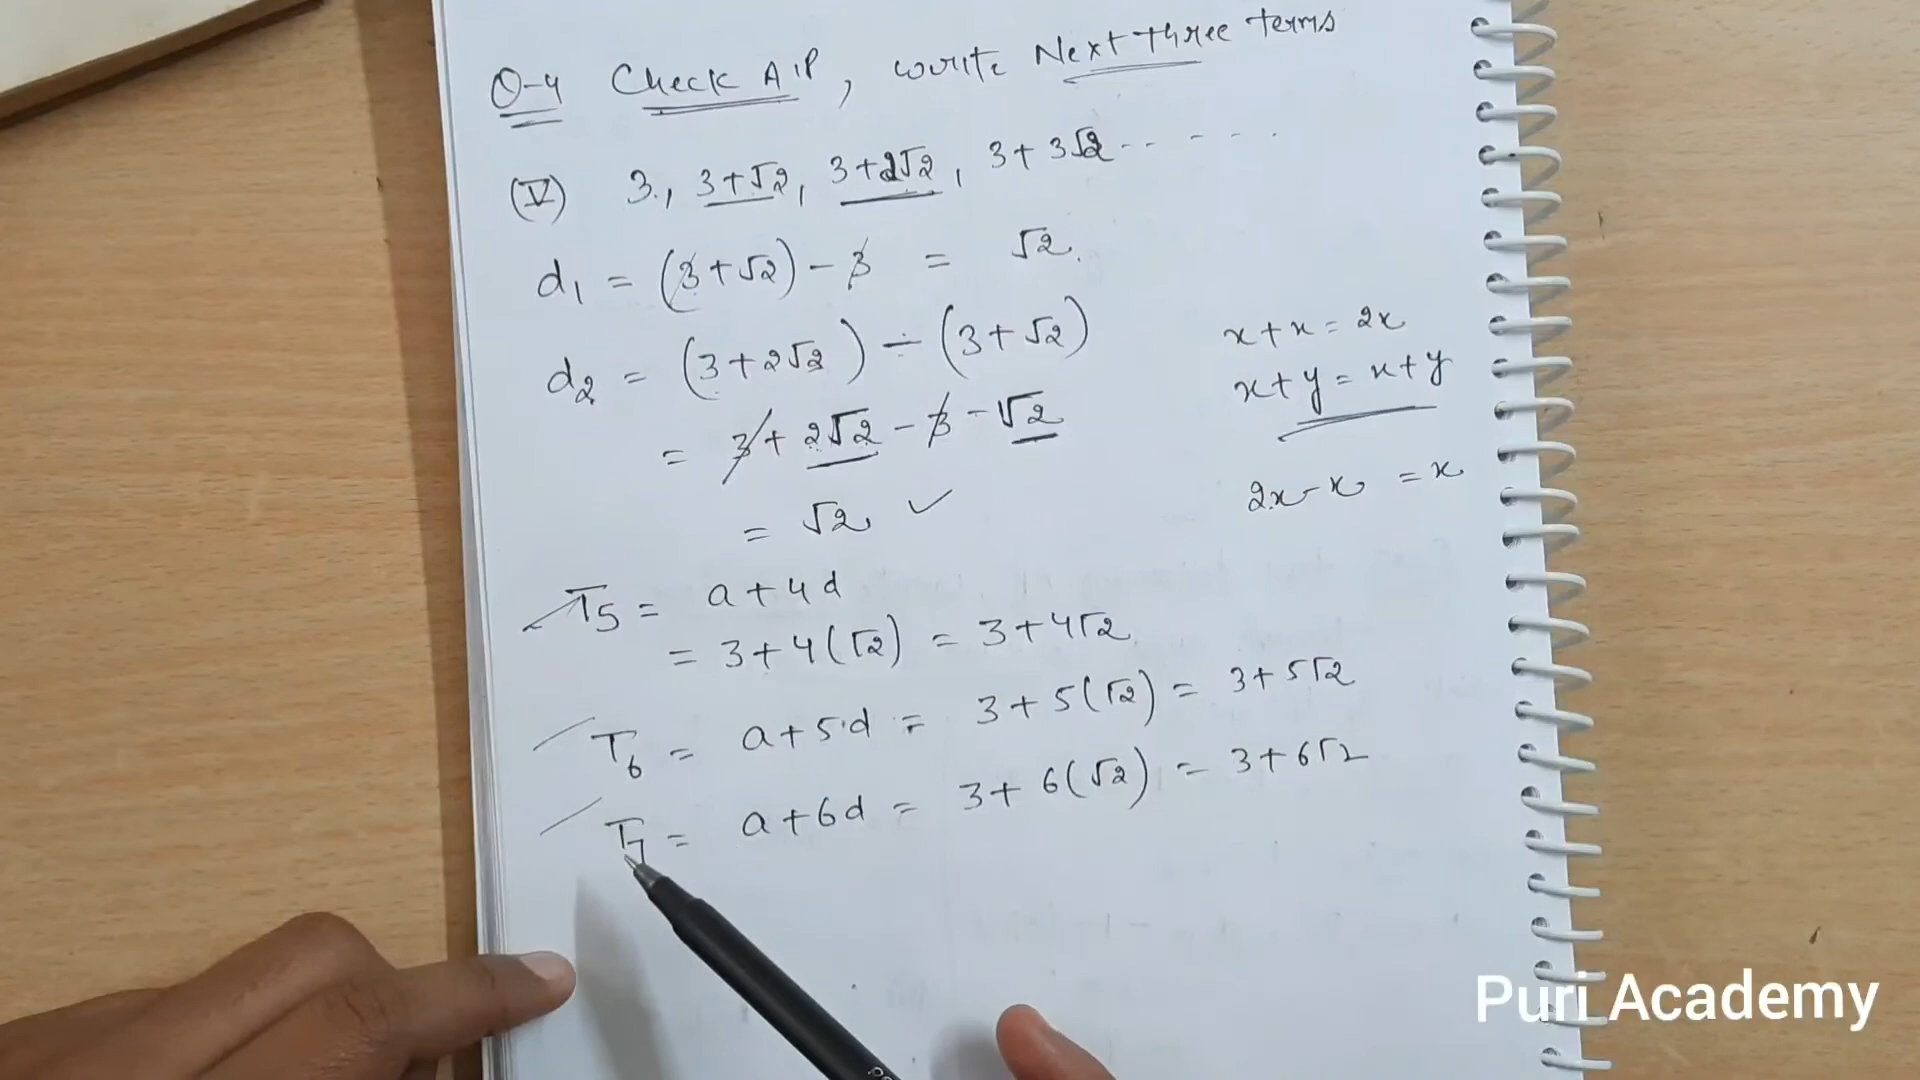 Q-4 Check A.P, write Next three terms
(V) 3, 3+√2, 3+2√2, 3+3√2 - - - - - -
d1 = (3+√2) - 3 = √2.
d2 = (3+2√2) - (3+√2)
= 3 + 2√2 - 3 - √2
= √2 ✓
x+x = 2x
x+y = x+y
2x-x = x
T5 = a+4d
= 3+4(√2) = 3+4√2
T6 = a+5.d = 3+5(√2) = 3+5√2
T7 = a+6d = 3+6(√2) = 3+6√2
Puri Academy